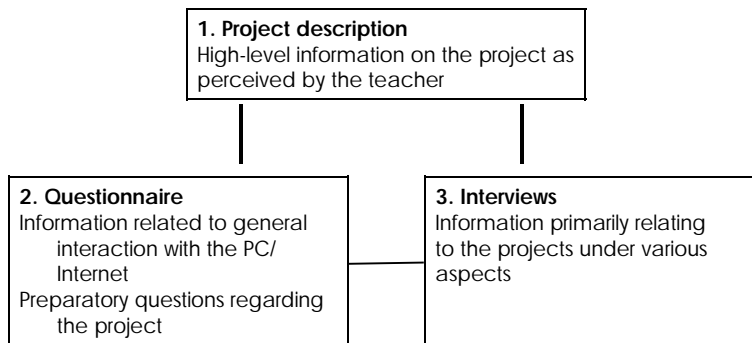 1. Project description
High-level information on the project as
perceived by the teacher
2. Questionnaire
Information related to general
interaction with the PC/
Internet
Preparatory questions regarding
the project
3. Interviews
Information primarily relating
to the projects under various
aspects